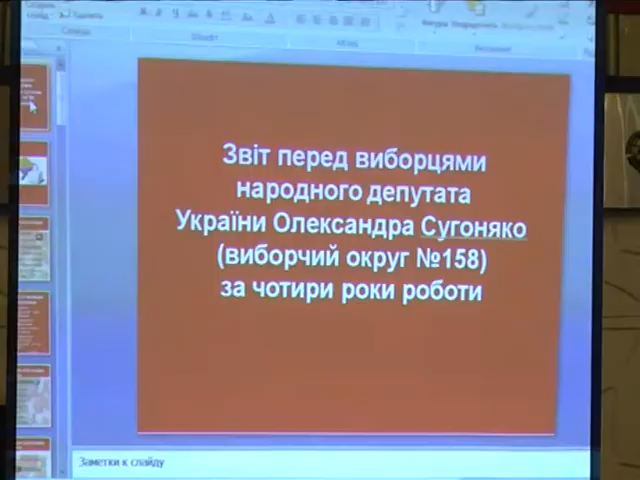 Звіт перед виборцями
народного депутата
України Олександра Сугоняко
(виборчий округ №158)
за чотири роки роботи
Заметки к слайду